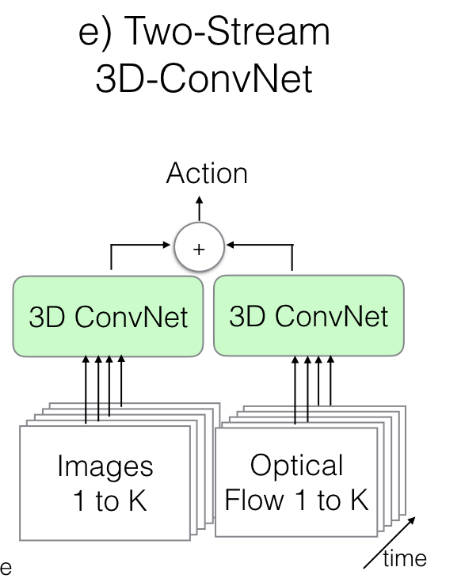 e) Two-Stream
3D-ConvNet
Action
+
3D ConvNet
3D ConvNet
Images
1 to K
Optical
Flow 1 to K
time
e